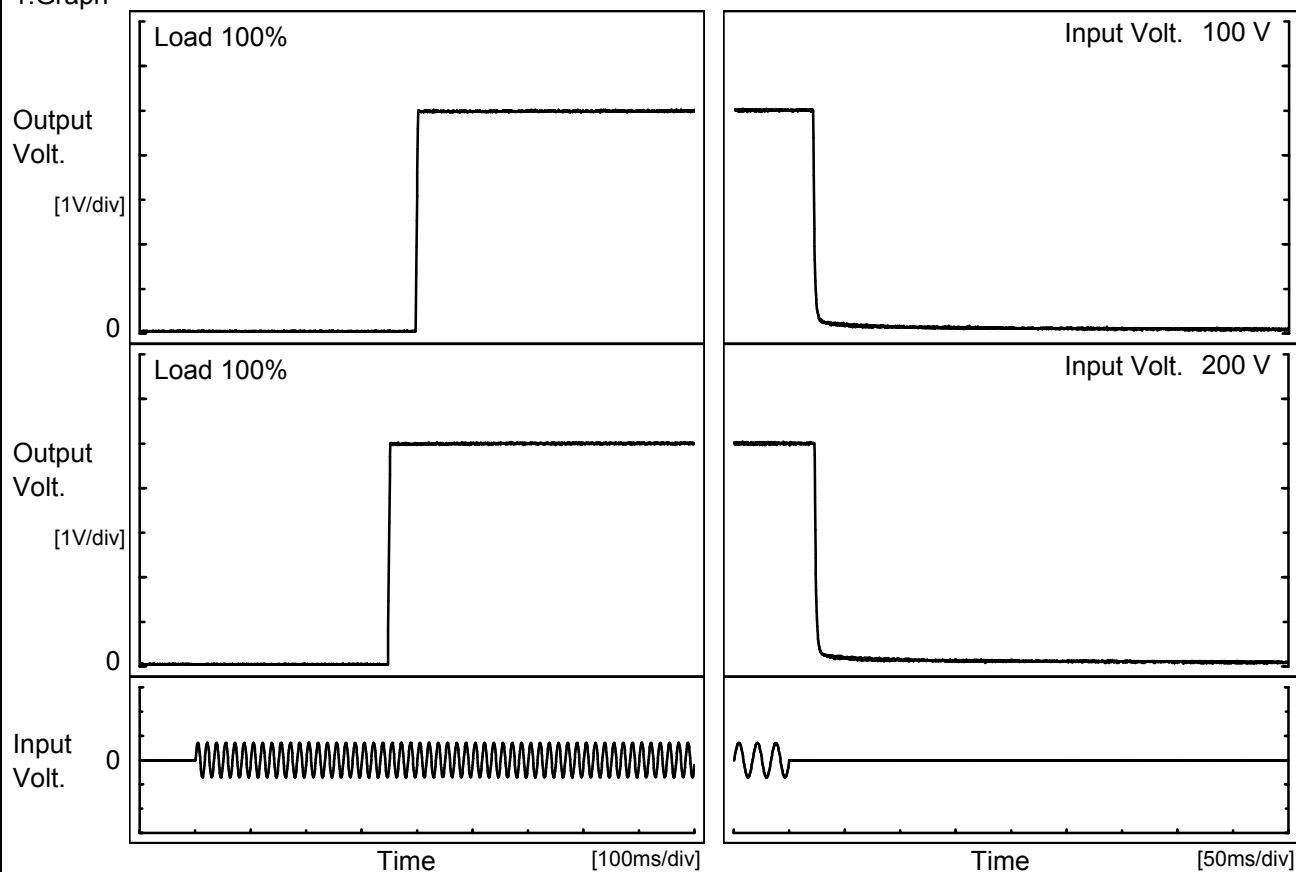 1.Graph
Load 100%
Input Volt. 100 V
Output
Volt.
[1V/div]
0
Load 100%
Input Volt. 200 V
Output
Volt.
[1V/div]
0
Input
Volt.
0
Time
[100ms/div]
Time
[50ms/div]